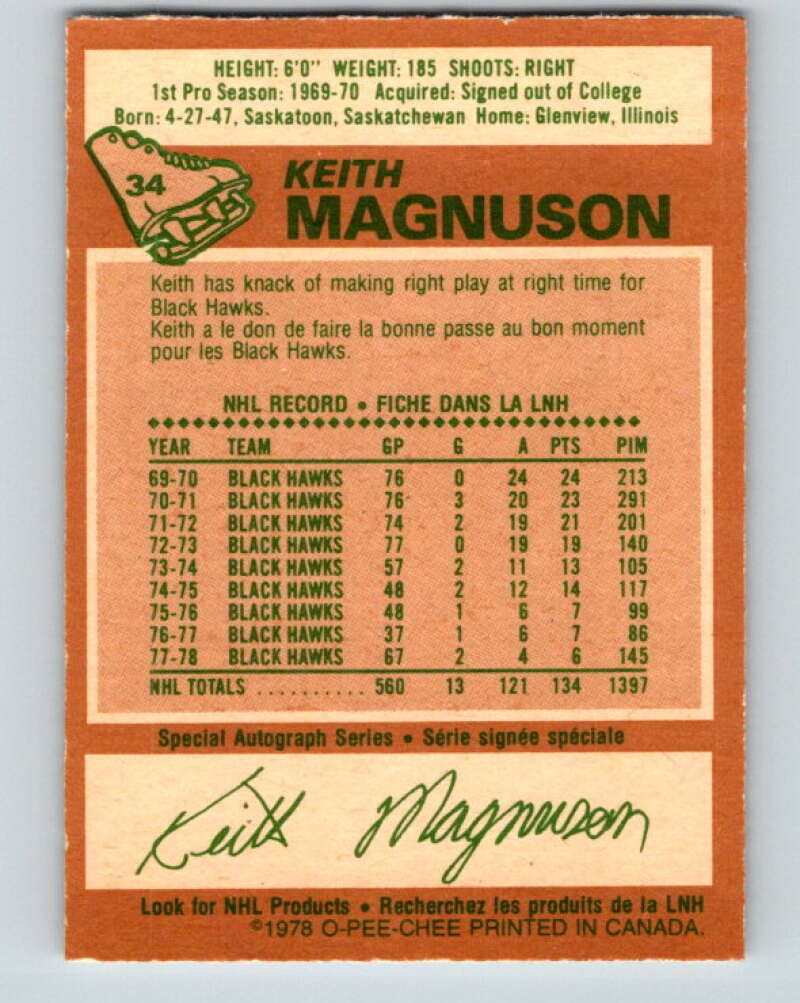 HEIGHT: 6'0" WEIGHT: 185 SHOOTS: RIGHT
1st Pro Season: 1969-70 Acquired: Signed out of College
Born: 4-27-47, Saskatoon, Saskatchewan Home: Glenview, Illinois
34
KEITH
MAGNUSON
Keith has knack of making right play at right time for
Black Hawks.
Keith a le don de faire la bonne passe au bon moment
pour les Black Hawks.
NHL RECORD • FICHE DANS LA LNH
YEAR TEAM GP G A PTS PIM
69-70 BLACK HAWKS 76 0 24 24 213
70-71 BLACK HAWKS 76 3 20 23 291
71-72 BLACK HAWKS 74 2 19 21 201
72-73 BLACK HAWKS 77 0 19 19 140
73-74 BLACK HAWKS 57 2 11 13 105
74-75 BLACK HAWKS 48 2 12 14 117
75-76 BLACK HAWKS 48 1 6 7 99
76-77 BLACK HAWKS 37 1 6 7 86
77-78 BLACK HAWKS 67 2 4 6 145
NHL TOTALS .......... 560 13 121 134 1397
Special Autograph Series • Série signée spéciale
Keith Magnuson
Look for NHL Products • Recherchez les produits de la LNH
©1978 O-PEE-CHEE PRINTED IN CANADA.